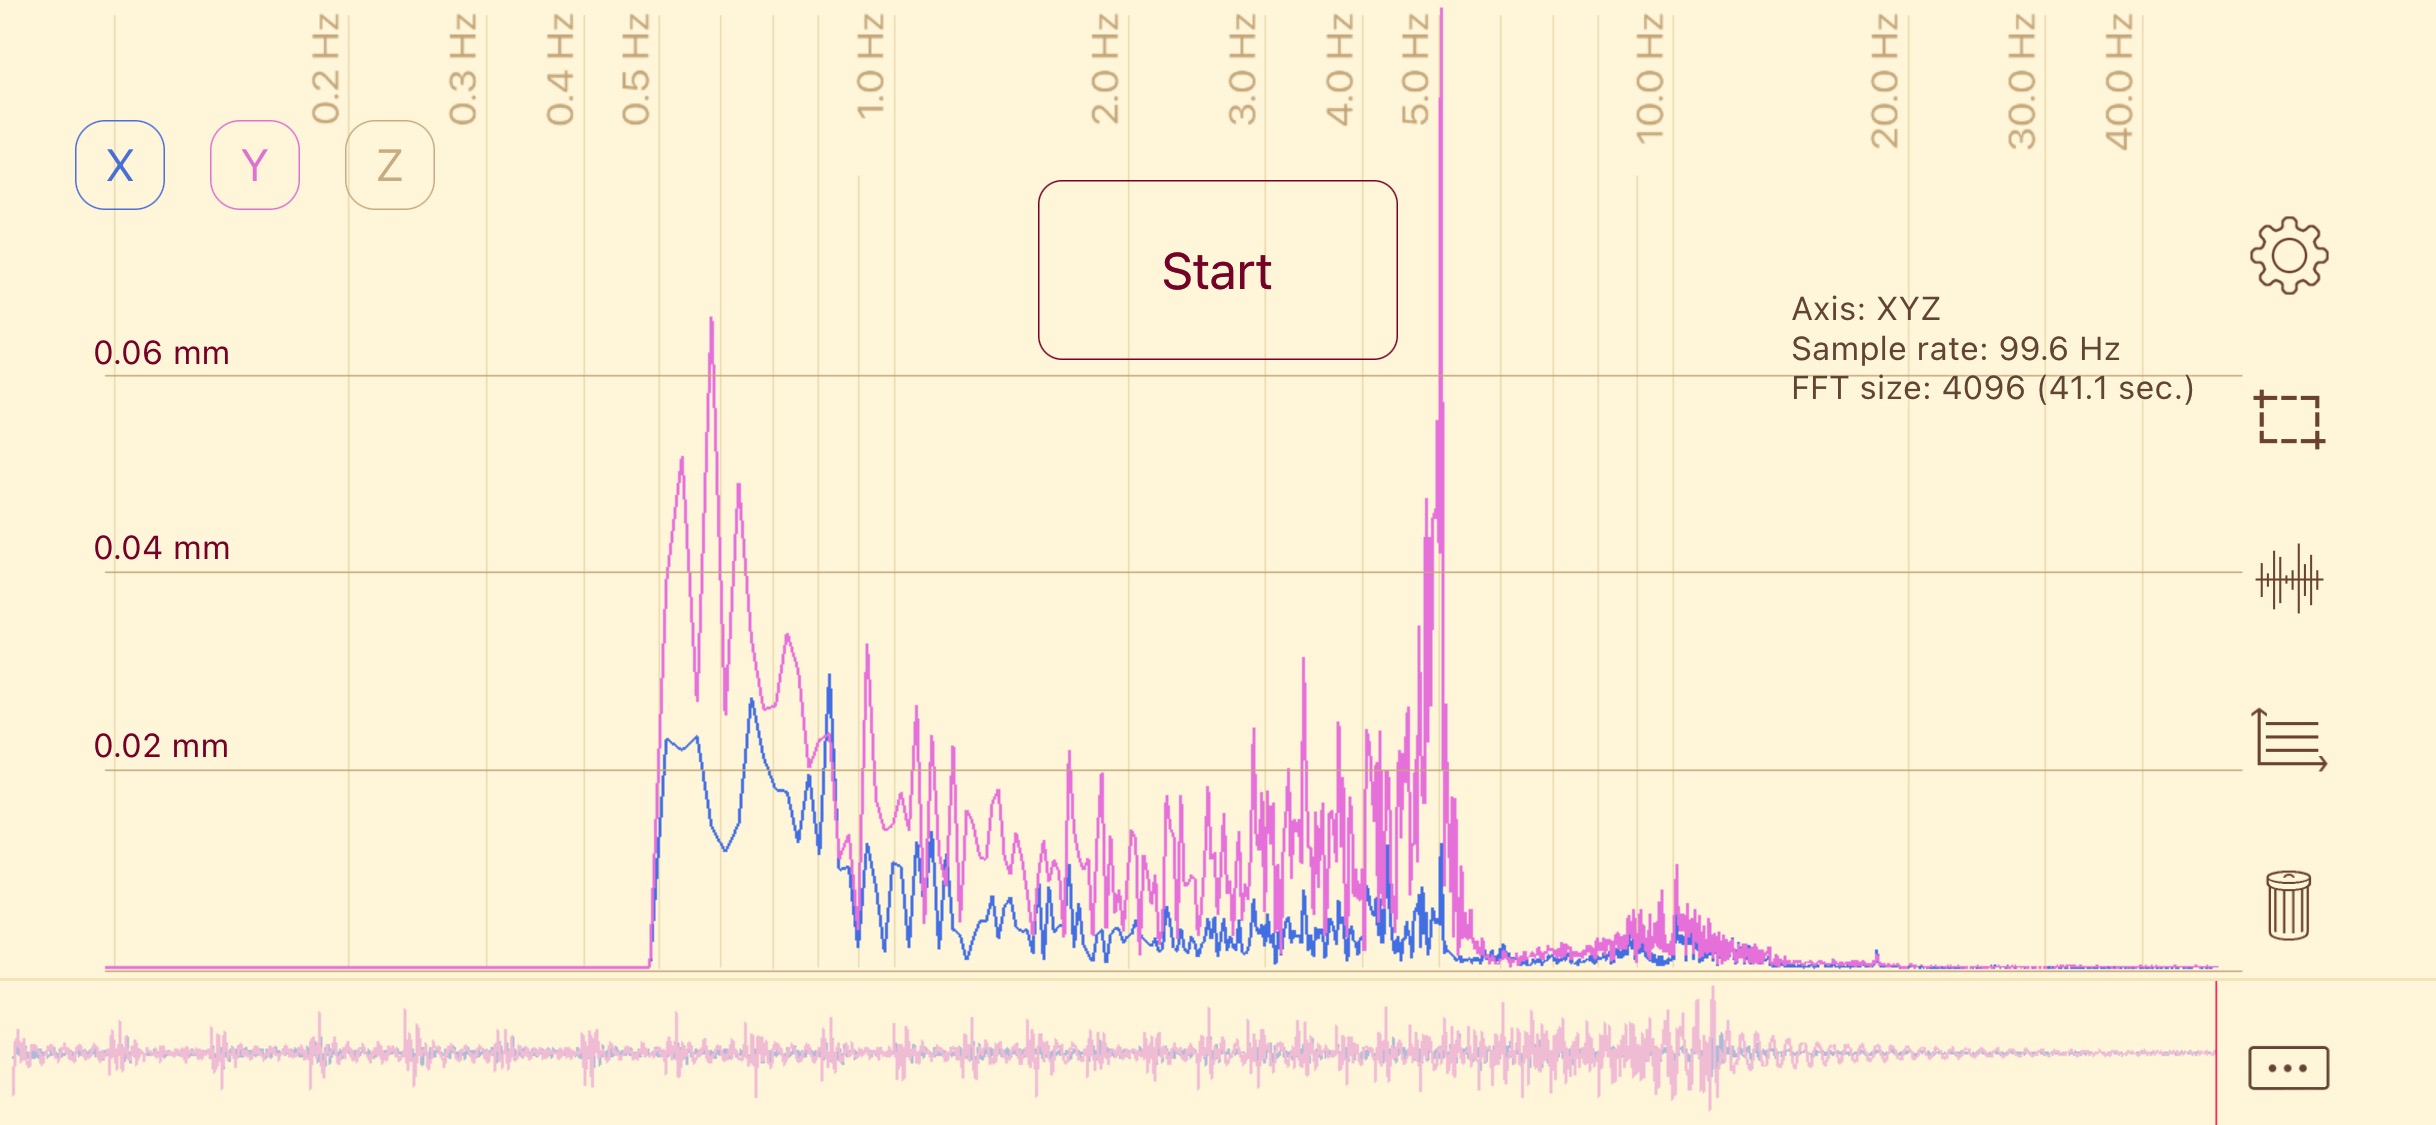 0.2 Hz
0.3 Hz
0.4 Hz
0.5 Hz
1.0 Hz
2.0 Hz
3.0 Hz
4.0 Hz
5.0 Hz
10.0 Hz
20.0 Hz
30.0 Hz
40.0 Hz
X
Y
Z
Start
Axis: XYZ
Sample rate: 99.6 Hz
FFT size: 4096 (41.1 sec.)
0.06 mm
0.04 mm
0.02 mm